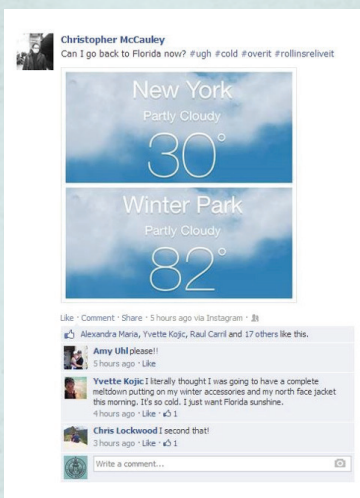 Christopher McCauley
Can I go back to Florida now? #ugh #cold #overit #rollinsreliveit
New York
Partly Cloudy
30°
Winter Park
Partly Cloudy
82°
Like · Comment · Share · 5 hours ago via Instagram ·
Alexandra Maria, Yvette Kojic, Raul Carril and 17 others like this.
Amy Uhl please!!
5 hours ago · Like
Yvette Kojic I literally thought I was going to have a complete
meltdown putting on my winter accessories and my north face jacket
this morning. It's so cold. I just want Florida sunshine.
4 hours ago · Like · 1
Chris Lockwood I second that!
3 hours ago · Like · 1
Write a comment...